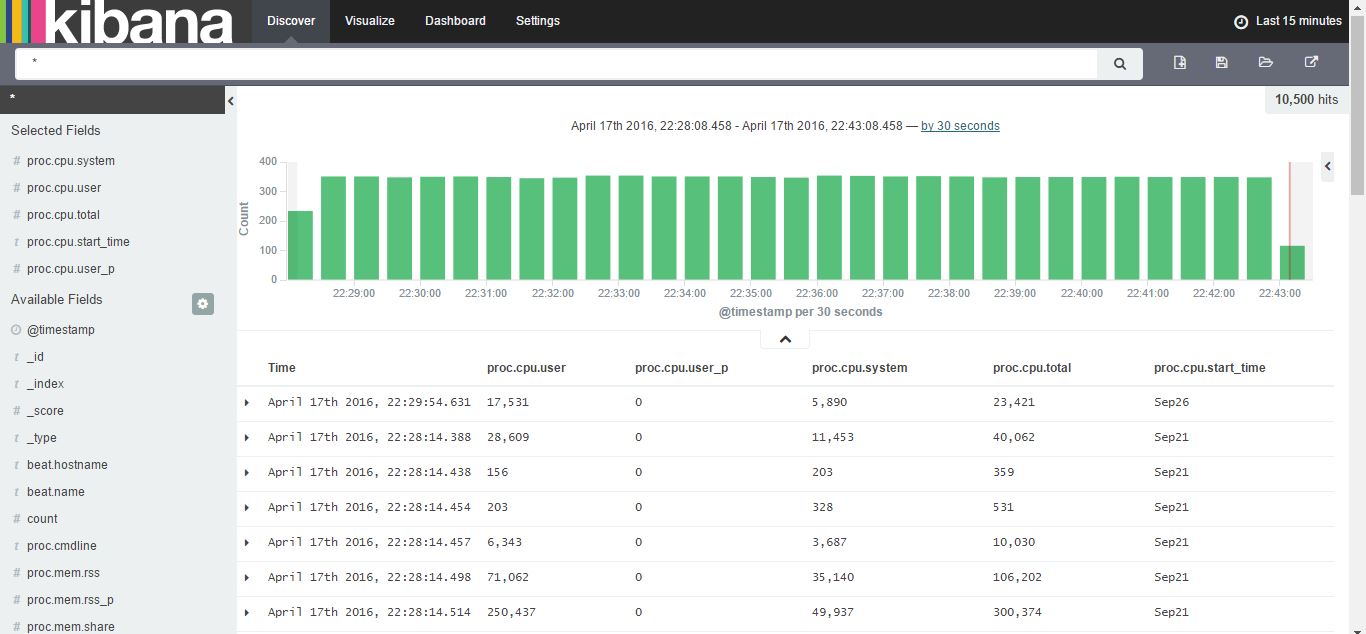 kibana Discover Visualize Dashboard Settings Last 15 minutes
*
*
10,500 hits
Selected Fields
# proc.cpu.system
# proc.cpu.user
# proc.cpu.total
t proc.cpu.start_time
# proc.cpu.user_p
Available Fields
@timestamp
t _id
t _index
# _score
t _type
t beat.hostname
t beat.name
# count
t proc.cmdline
# proc.mem.rss
# proc.mem.rss_p
# proc.mem.share
April 17th 2016, 22:28:08.458 - April 17th 2016, 22:43:08.458 — by 30 seconds
Count
400
300
200
100
0
22:29:00 22:30:00 22:31:00 22:32:00 22:33:00 22:34:00 22:35:00 22:36:00 22:37:00 22:38:00 22:39:00 22:40:00 22:41:00 22:42:00 22:43:00
@timestamp per 30 seconds
Time proc.cpu.user proc.cpu.user_p proc.cpu.system proc.cpu.total proc.cpu.start_time
April 17th 2016, 22:29:54.631 17,531 0 5,890 23,421 Sep26
April 17th 2016, 22:28:14.388 28,609 0 11,453 40,062 Sep21
April 17th 2016, 22:28:14.438 156 0 203 359 Sep21
April 17th 2016, 22:28:14.454 203 0 328 531 Sep21
April 17th 2016, 22:28:14.457 6,343 0 3,687 10,030 Sep21
April 17th 2016, 22:28:14.498 71,062 0 35,140 106,202 Sep21
April 17th 2016, 22:28:14.514 250,437 0 49,937 300,374 Sep21